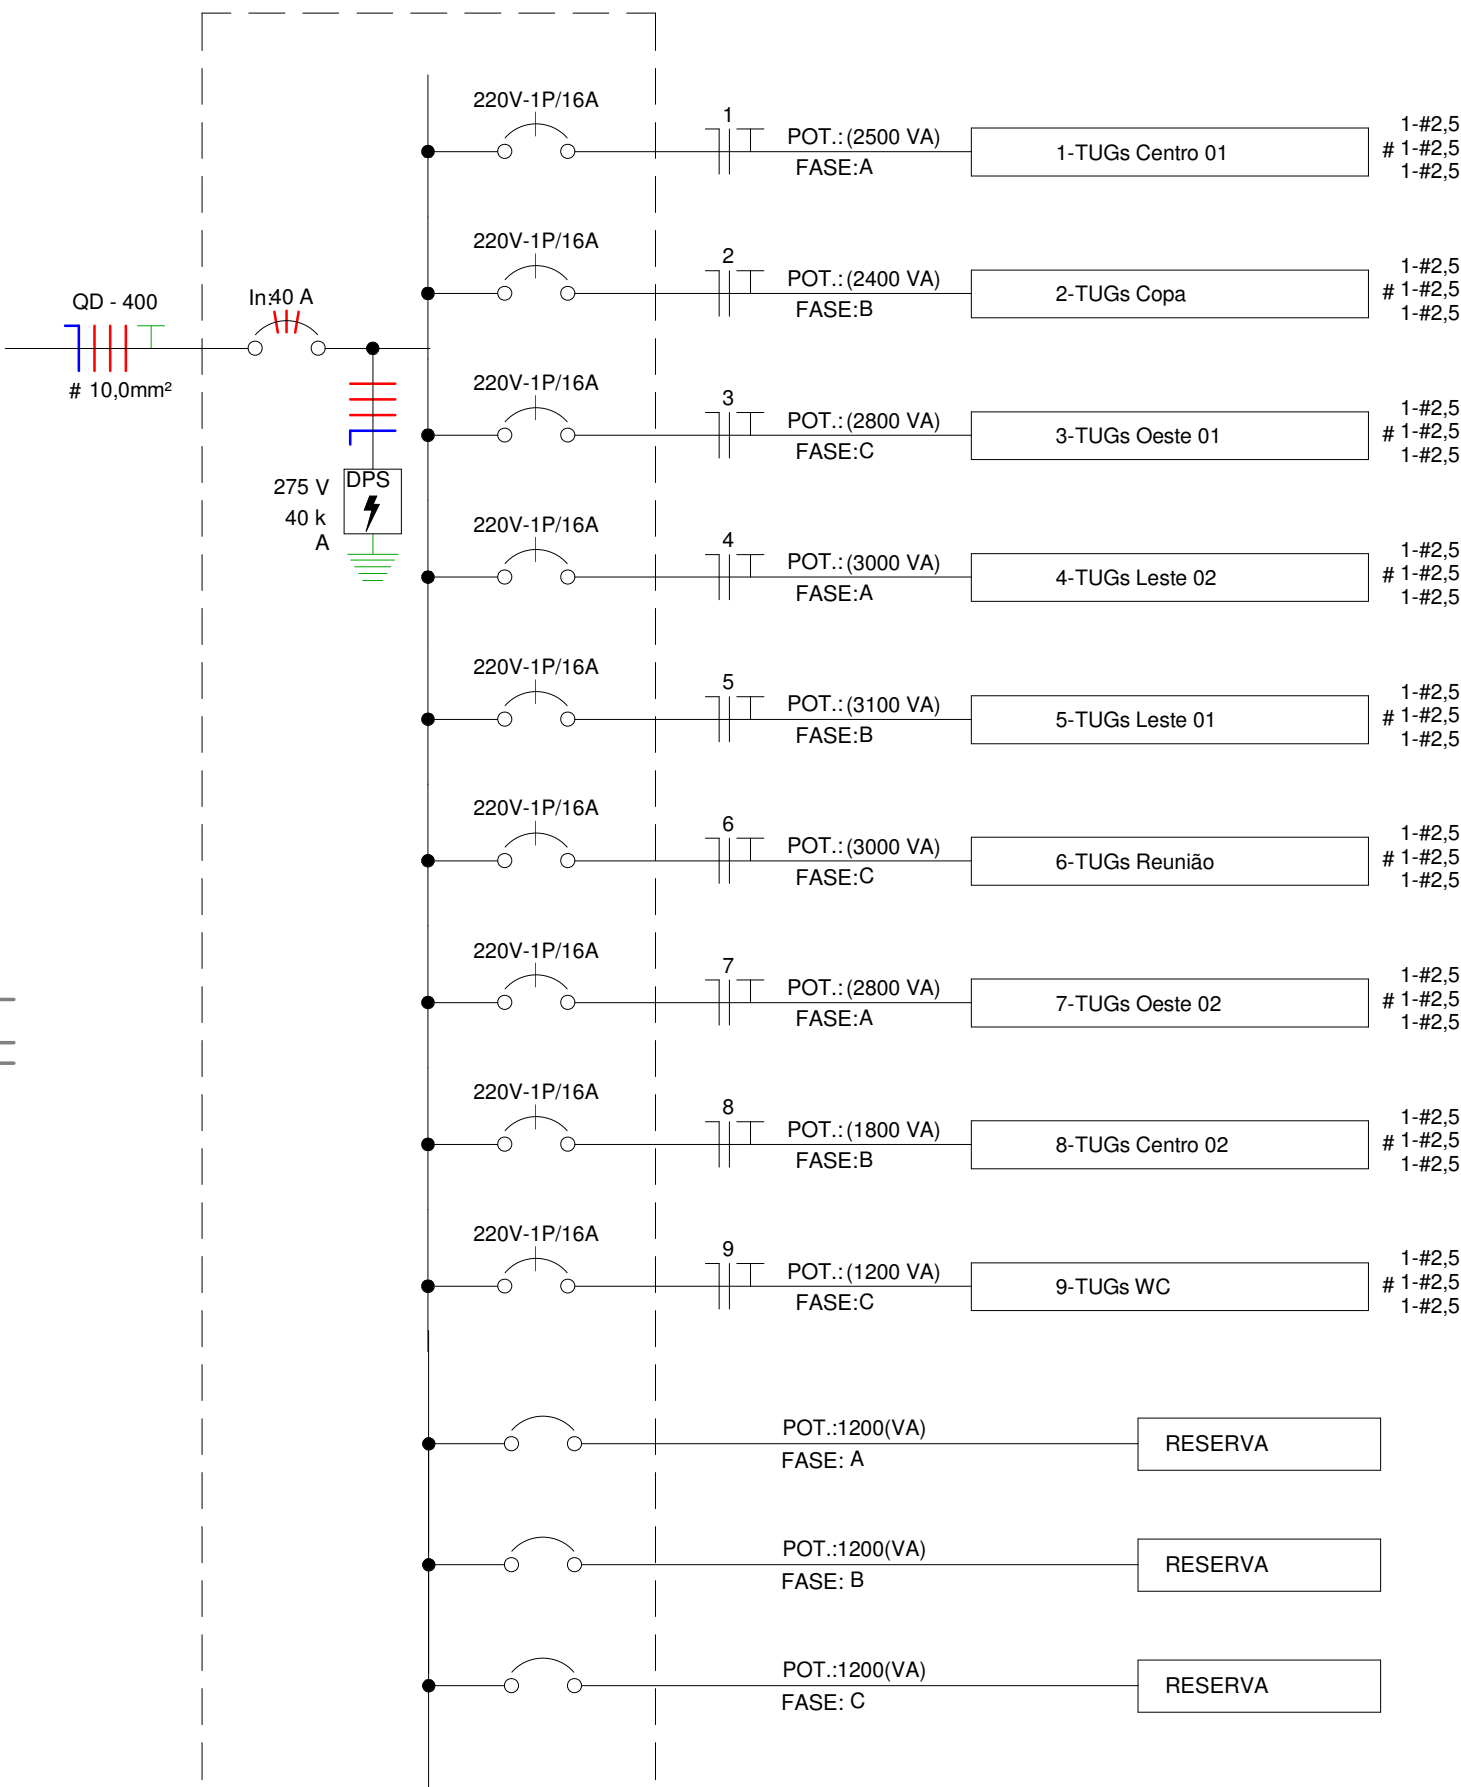 220V-1P/16A
1
POT.:(2500 VA)
FASE:A
1-TUGs Centro 01
1-#2,5
# 1-#2,5
1-#2,5
220V-1P/16A
2
POT.:(2400 VA)
FASE:B
2-TUGs Copa
1-#2,5
# 1-#2,5
1-#2,5
QD - 400
# 10,0mm²
In:40 A
220V-1P/16A
3
POT.:(2800 VA)
FASE:C
3-TUGs Oeste 01
1-#2,5
# 1-#2,5
1-#2,5
DPS
275 V
40 k
A
220V-1P/16A
4
POT.:(3000 VA)
FASE:A
4-TUGs Leste 02
1-#2,5
# 1-#2,5
1-#2,5
220V-1P/16A
5
POT.:(3100 VA)
FASE:B
5-TUGs Leste 01
1-#2,5
# 1-#2,5
1-#2,5
220V-1P/16A
6
POT.:(3000 VA)
FASE:C
6-TUGs Reunião
1-#2,5
# 1-#2,5
1-#2,5
220V-1P/16A
7
POT.:(2800 VA)
FASE:A
7-TUGs Oeste 02
1-#2,5
# 1-#2,5
1-#2,5
220V-1P/16A
8
POT.:(1800 VA)
FASE:B
8-TUGs Centro 02
1-#2,5
# 1-#2,5
1-#2,5
220V-1P/16A
9
POT.:(1200 VA)
FASE:C
9-TUGs WC
1-#2,5
# 1-#2,5
1-#2,5
POT.:1200(VA)
FASE: A
RESERVA
POT.:1200(VA)
FASE: B
RESERVA
POT.:1200(VA)
FASE: C
RESERVA